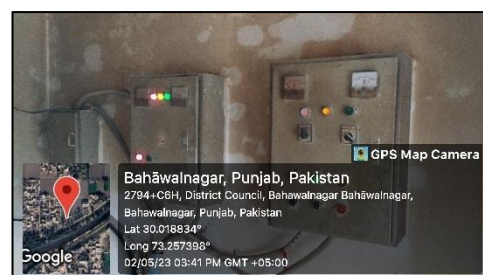 GPS Map Camera
Bahāwalnagar, Punjab, Pakistan
2794+C6H, District Council, Bahawalnagar Bahāwalnagar,
Bahawalnagar, Punjab, Pakistan
Lat 30.018834°
Long 73.257398°
02/05/23 03:41 PM GMT +05:00
Google